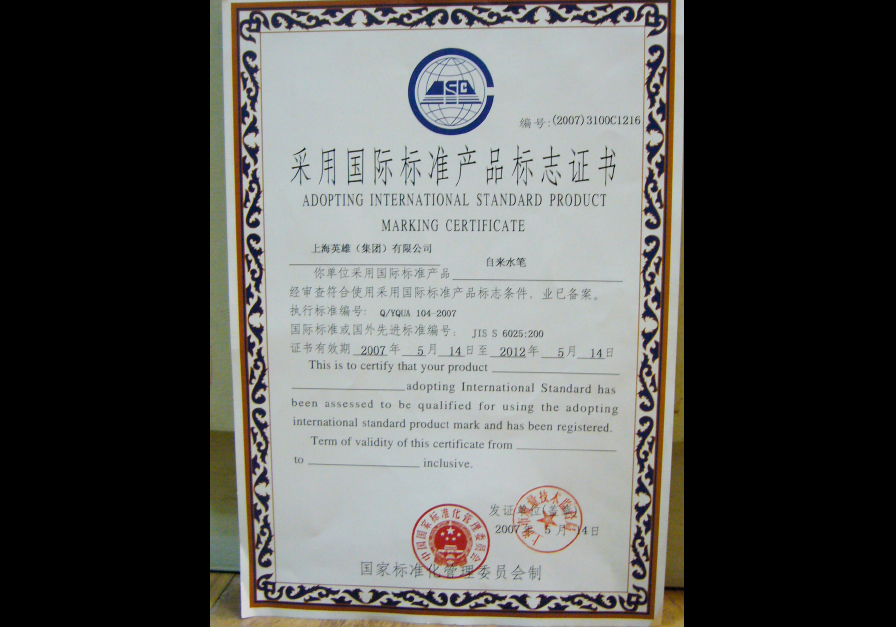 ISC
编号:(2007)3100C1216
采用国际标准产品标志证书
ADOPTING INTERNATIONAL STANDARD PRODUCT
MARKING CERTIFICATE
上海英雄（集团）有限公司
自来水笔
你单位采用国际标准产品
经审查符合使用采用国际标准产品标志条件，业已备案。
执行标准编号： Q/YQUA 104-2007
国际标准或国外先进标准编号： JIS S 6025:200
证书有效期 2007 年 5 月 14 日至 2012 年 5 月 14 日
This is to certify that your product
adopting International Standard has
been assessed to be qualified for using the adopting
international standard product mark and has been registered.
Term of validity of this certificate from
to inclusive.
发证单位(盖章)
2007 年 5 月 14 日
中国国家标准化管理委员会
国家标准化管理委员会制